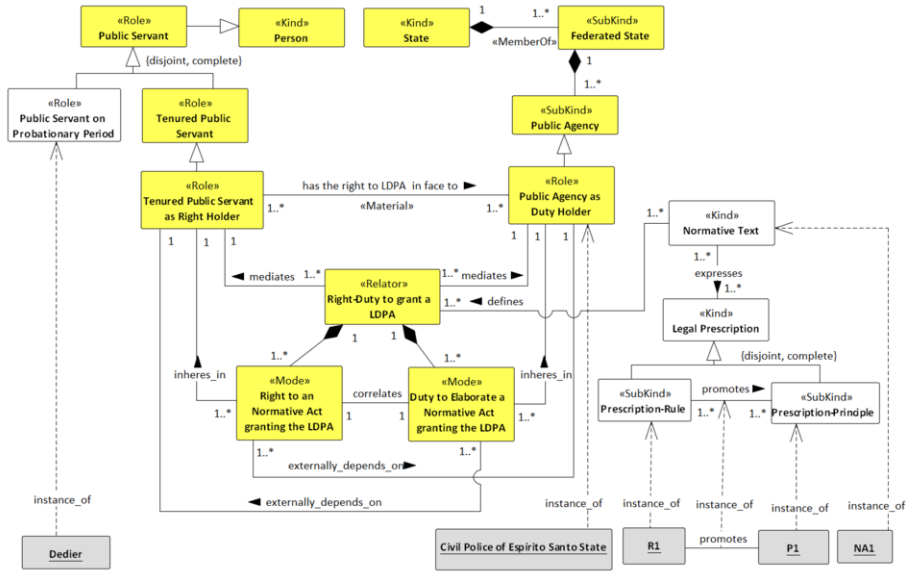 «Role»
Public Servant
«Kind»
Person
«Kind»
State
1
1..*
«MemberOf»
«SubKind»
Federated State
{disjoint, complete}
1
1..*
«Role»
Public Servant on
Probationary Period
«Role»
Tenured Public
Servant
«SubKind»
Public Agency
«Role»
Tenured Public Servant
as Right Holder
has the right to LDPA in face to
1..*
«Material»
1..*
«Role»
Public Agency as
Duty Holder
1..*
«Kind»
Normative Text
1
1
1
1
1
1
1..*
expresses
1..*
mediates
1..*
«Relator»
Right-Duty to grant a
LDPA
1..*
mediates
1..*
defines
«Kind»
Legal Prescription
1
1
{disjoint, complete}
1..*
1..*
inheres_in
1..*
«Mode»
Right to an
Normative Act
granting the LDPA
correlates
1
1
«Mode»
Duty to Elaborate a
Normative Act
granting the LDPA
inheres_in
1..*
«SubKind»
Prescription-Rule
promotes
1..*
1..*
«SubKind»
Prescription-Principle
1..*
externally_depends_on
1..*
externally_depends_on
instance_of
instance_of
instance_of
instance_of
instance_of
instance_of
Dedier
Civil Police of Espírito Santo State
R1
promotes
P1
NA1